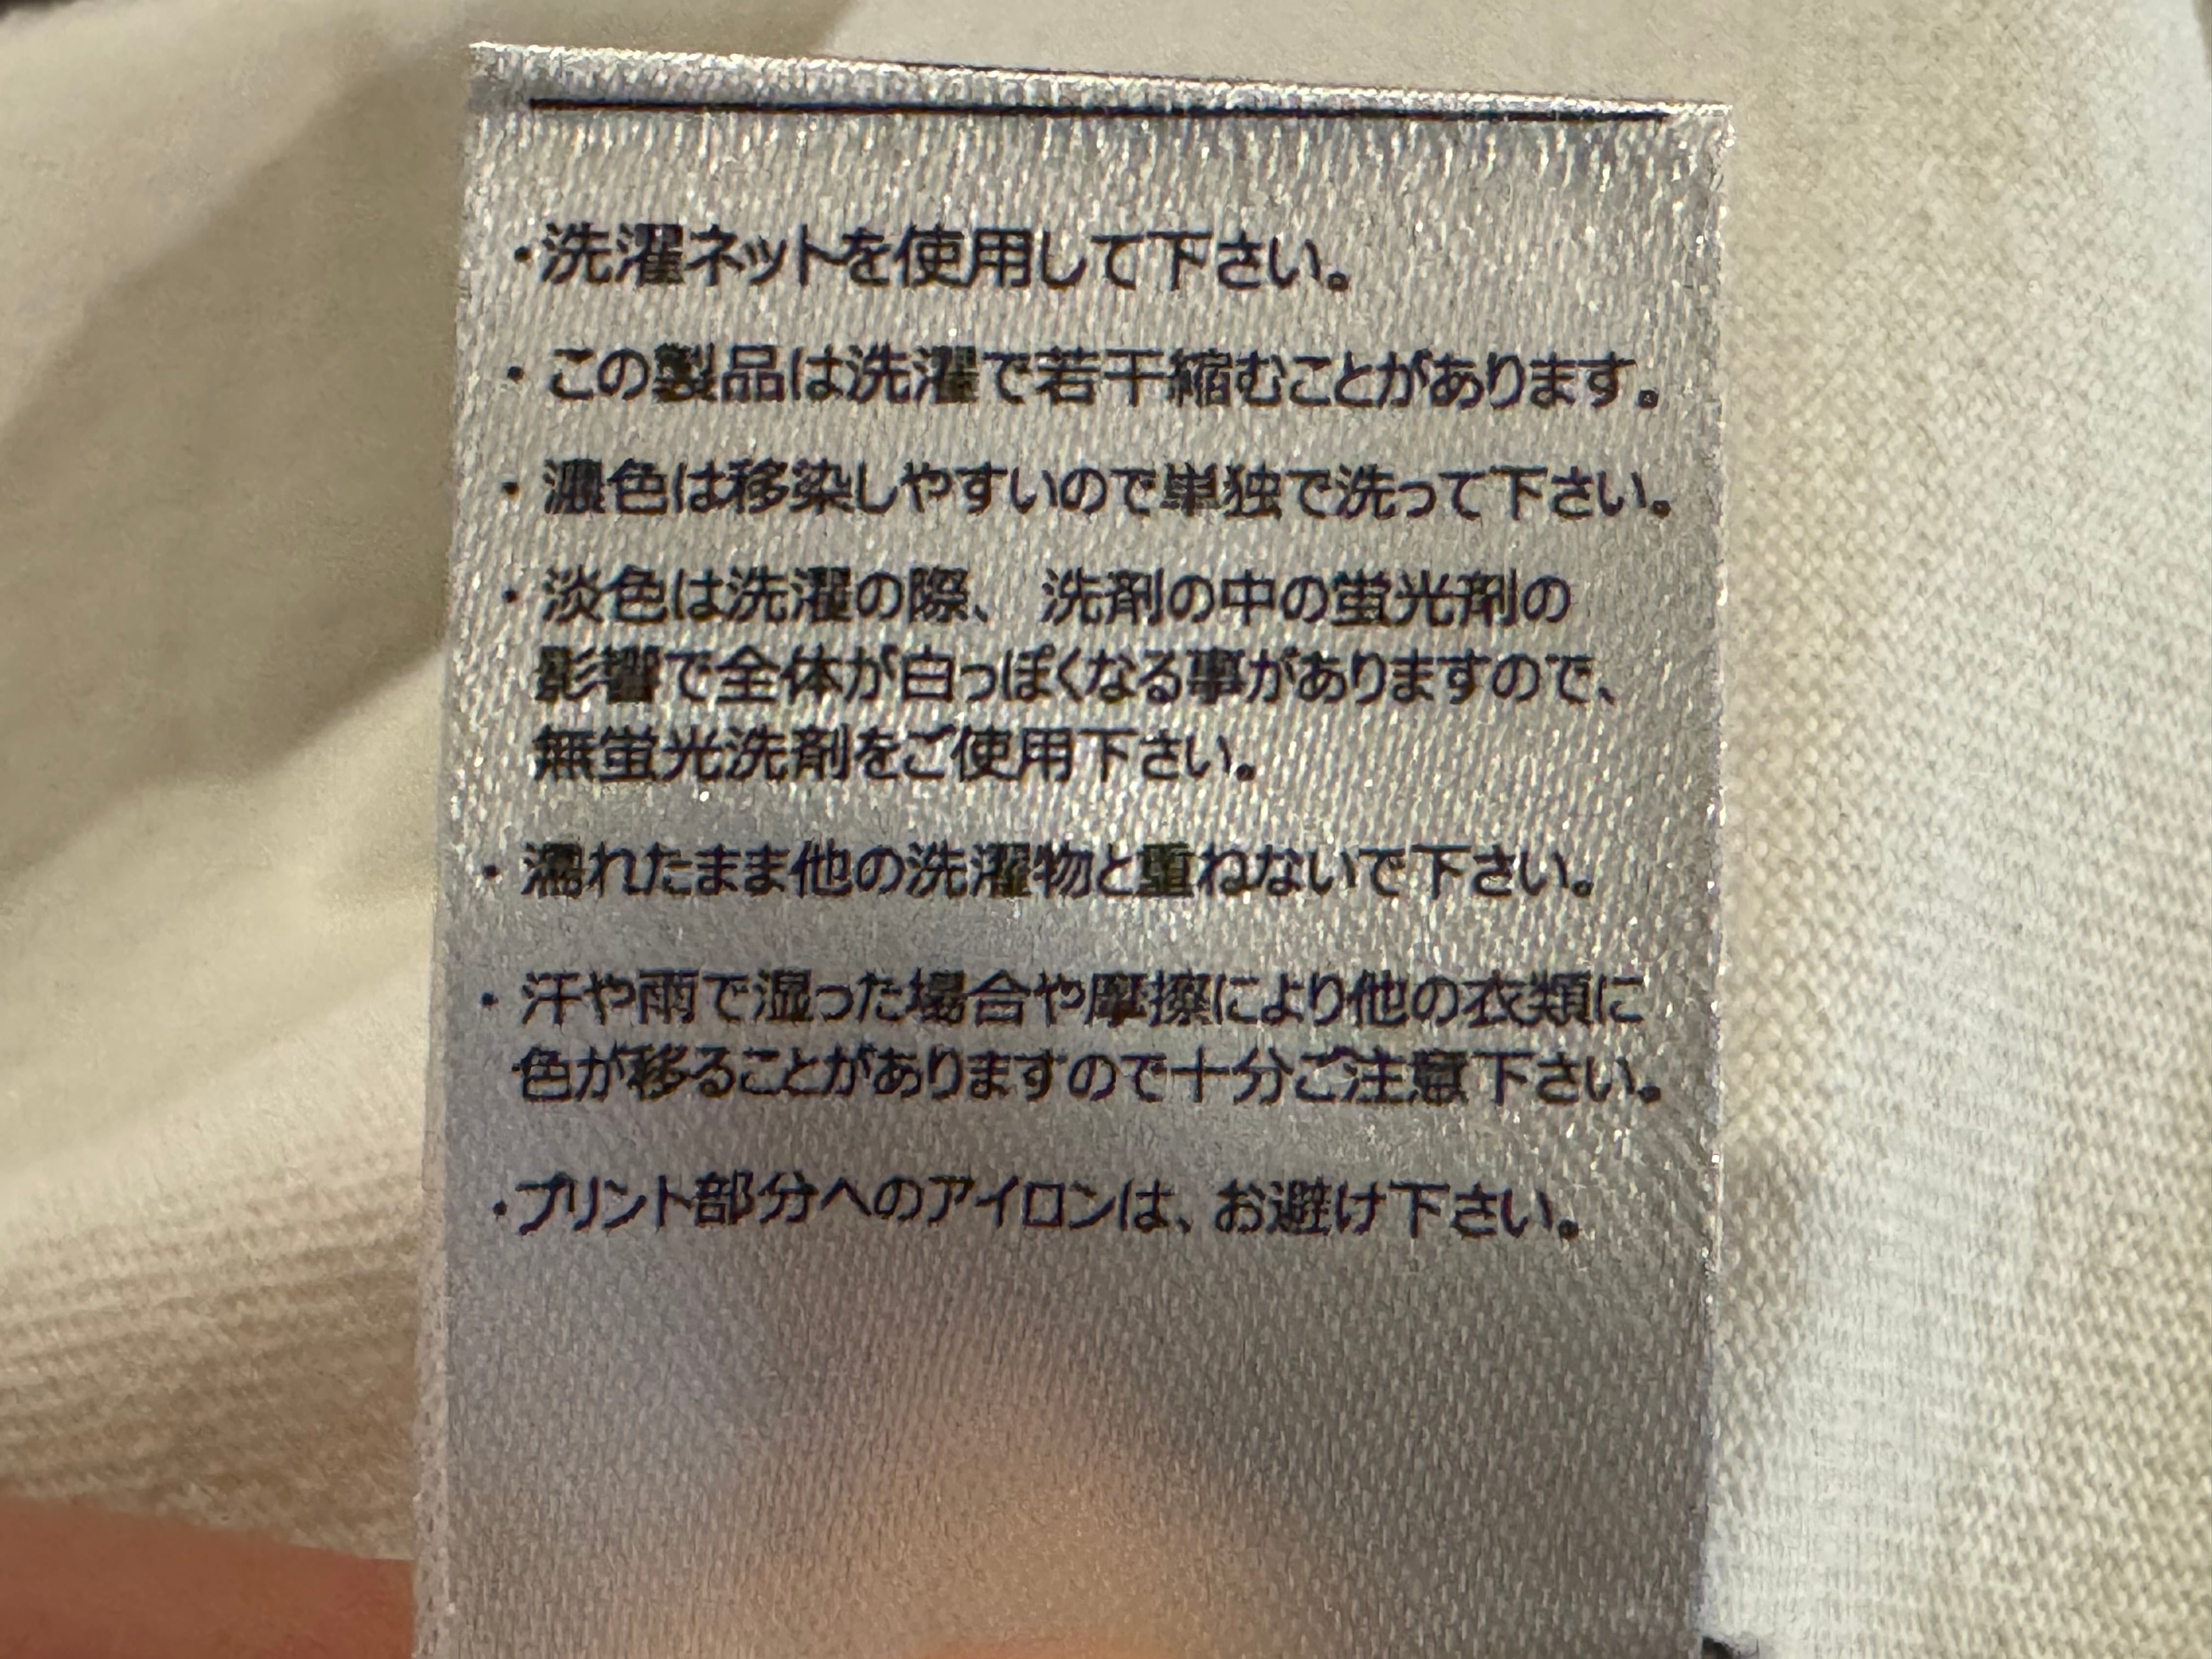 ・洗濯ネットを使用して下さい。
・この製品は洗濯で若干縮むことがあります。
・濃色は移染しやすいので単独で洗って下さい。
・淡色は洗濯の際、 洗剤の中の蛍光剤の
影響で全体が白っぽくなる事がありますので、
無蛍光洗剤をご使用下さい。
・濡れたまま他の洗濯物と重ねないで下さい。
・汗や雨で湿った場合や摩擦により他の衣類に
色が移ることがありますので十分ご注意下さい。
・プリント部分へのアイロンは、お避け下さい。